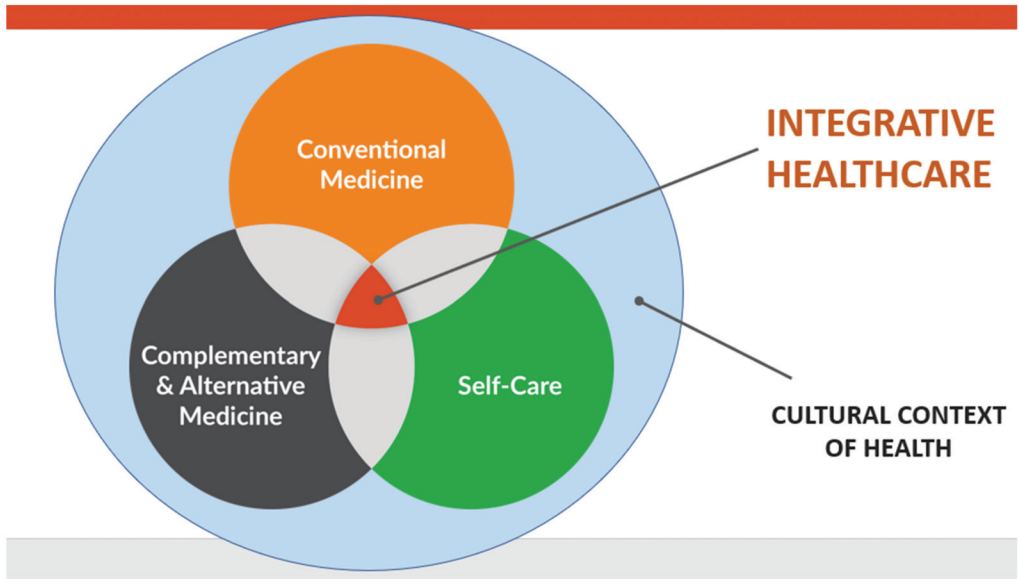 Conventional
Medicine
INTEGRATIVE
HEALTHCARE
Complementary
& Alternative
Medicine
Self-Care
CULTURAL CONTEXT
OF HEALTH